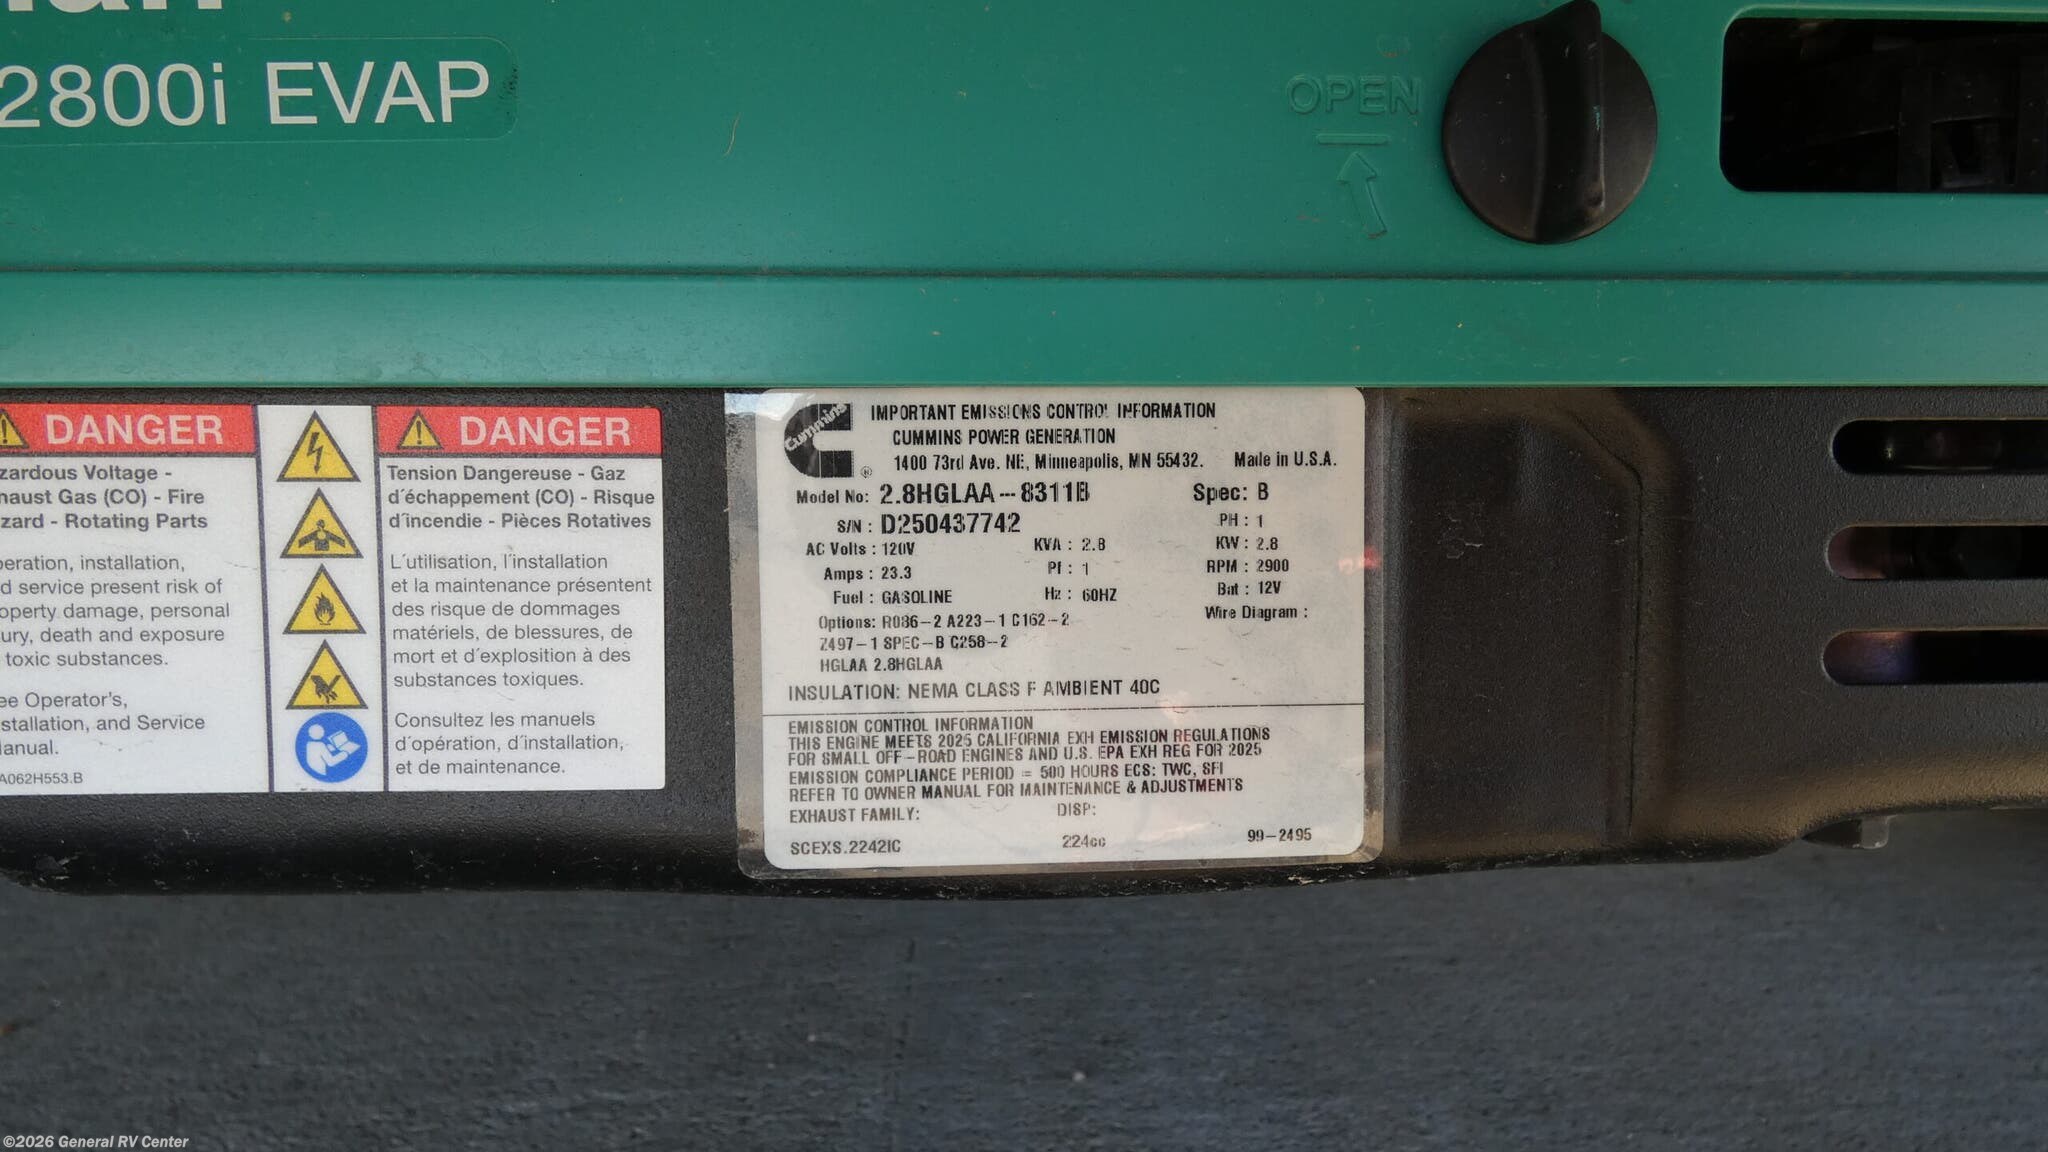 2800i EVAP
OPEN
DANGER
Voltage -
Gas (CO) - Fire
- Rotating Parts
installation,
service present risk of
damage, personal
death and exposure
toxic substances.
Operator's,
and Service
A062H553.B
DANGER
Tension Dangereuse - Gaz
d´échappement (CO) - Risque
d´incendie - Pièces Rotatives
L´utilisation, l´installation
et la maintenance présentent
des risque de dommages
matériels, de blessures, de
mort et d´explosition à des
substances toxiques.
Consultez les manuels
d´opération, d´installation,
et de maintenance.
Cummins
®
IMPORTANT EMISSIONS CONTROL INFORMATION
CUMMINS POWER GENERATION
1400 73rd Ave. NE, Minneapolis, MN 55432. Made in U.S.A.
Model No: 2.8HGLAA--8311B Spec: B
S/N : D250437742 PH : 1
AC Volts : 120V KVA : 2.8 KW : 2.8
Amps : 23.3 Pf : 1 RPM : 2900
Fuel : GASOLINE Hz : 60HZ Bat : 12V
Options: R086-2 A223-1 C162-2 Wire Diagram :
Z497-1 SPEC-B C258-2
HGLAA 2.8HGLAA
INSULATION: NEMA CLASS F AMBIENT 40C
EMISSION CONTROL INFORMATION
THIS ENGINE MEETS 2025 CALIFORNIA EXH EMISSION REGULATIONS
FOR SMALL OFF-ROAD ENGINES AND U.S. EPA EXH REG FOR 2025
EMISSION COMPLIANCE PERIOD = 500 HOURS ECS: TWC, SFI
REFER TO OWNER MANUAL FOR MAINTENANCE & ADJUSTMENTS
EXHAUST FAMILY: DISP:
SCEXS.2242IC 224cc 99-2495
©2026 General RV Center